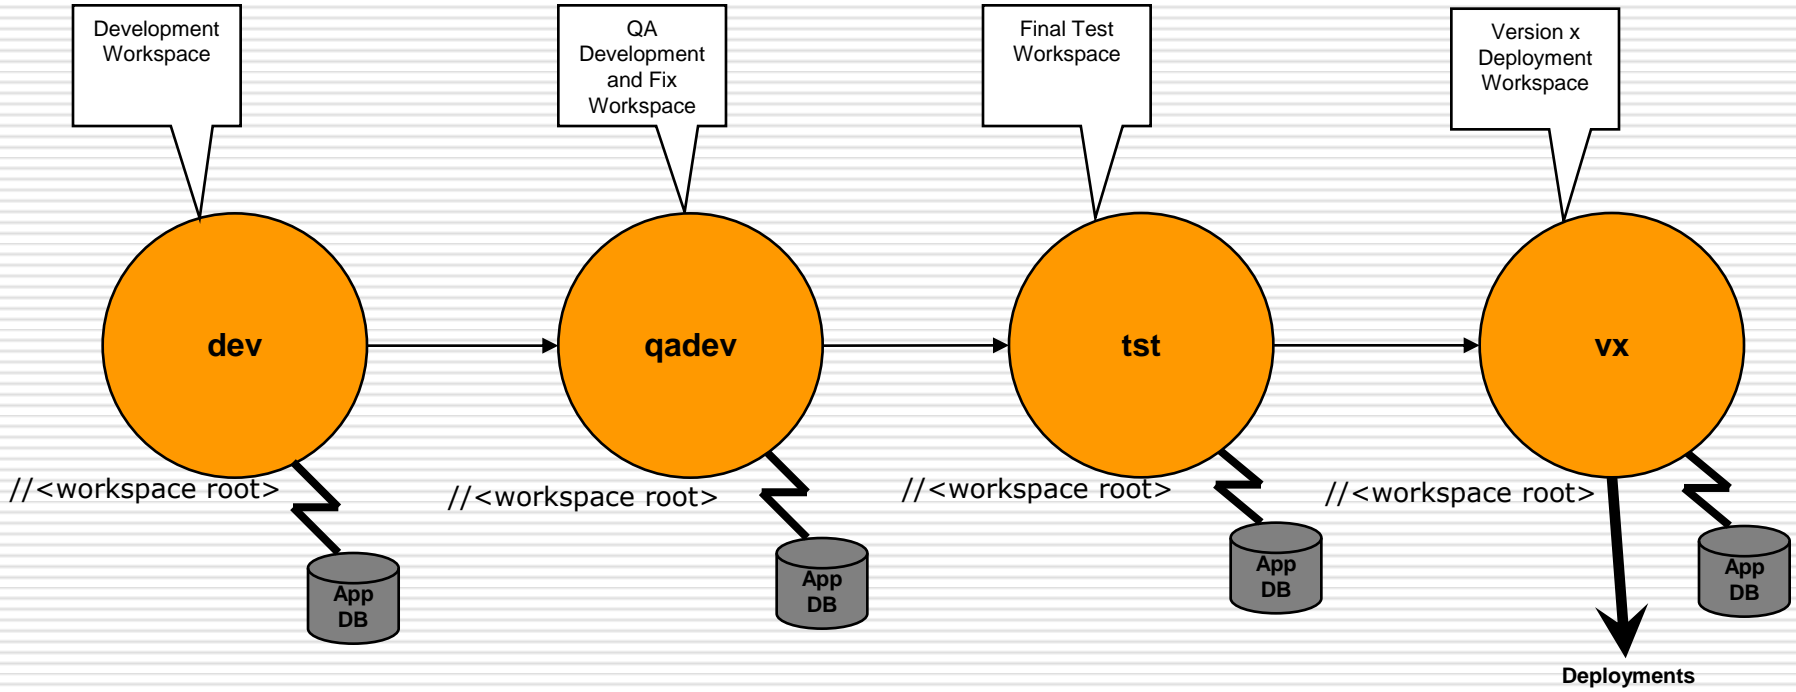 Development
Workspace
QA
Development
and Fix
Workspace
Final Test
Workspace
Version x
Deployment
Workspace
dev
qadev
tst
vx
//<workspace root>
//<workspace root>
//<workspace root>
//<workspace root>
App
DB
App
DB
App
DB
App
DB
Deployments